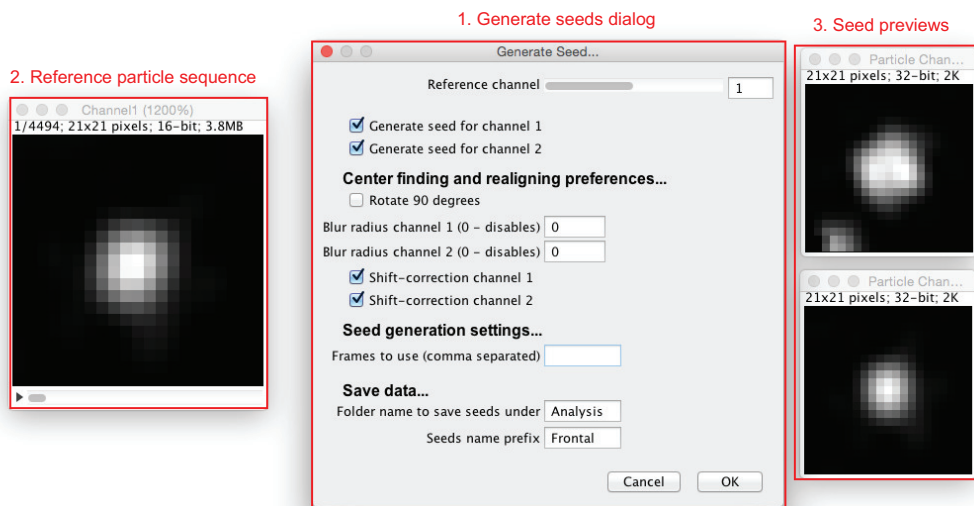 1. Generate seeds dialog
3. Seed previews
2. Reference particle sequence
Channel1 (1200%)
1/4494; 21x21 pixels; 16-bit; 3.8MB
Generate Seed...
Reference channel 1
Generate seed for channel 1
Generate seed for channel 2
Center finding and realigning preferences...
Rotate 90 degrees
Blur radius channel 1 (0 - disables) 0
Blur radius channel 2 (0 - disables) 0
Shift-correction channel 1
Shift-correction channel 2
Seed generation settings...
Frames to use (comma separated)
Save data...
Folder name to save seeds under Analysis
Seeds name prefix Frontal
Cancel OK
Particle Chan...
21x21 pixels; 32-bit; 2K
Particle Chan...
21x21 pixels; 32-bit; 2K